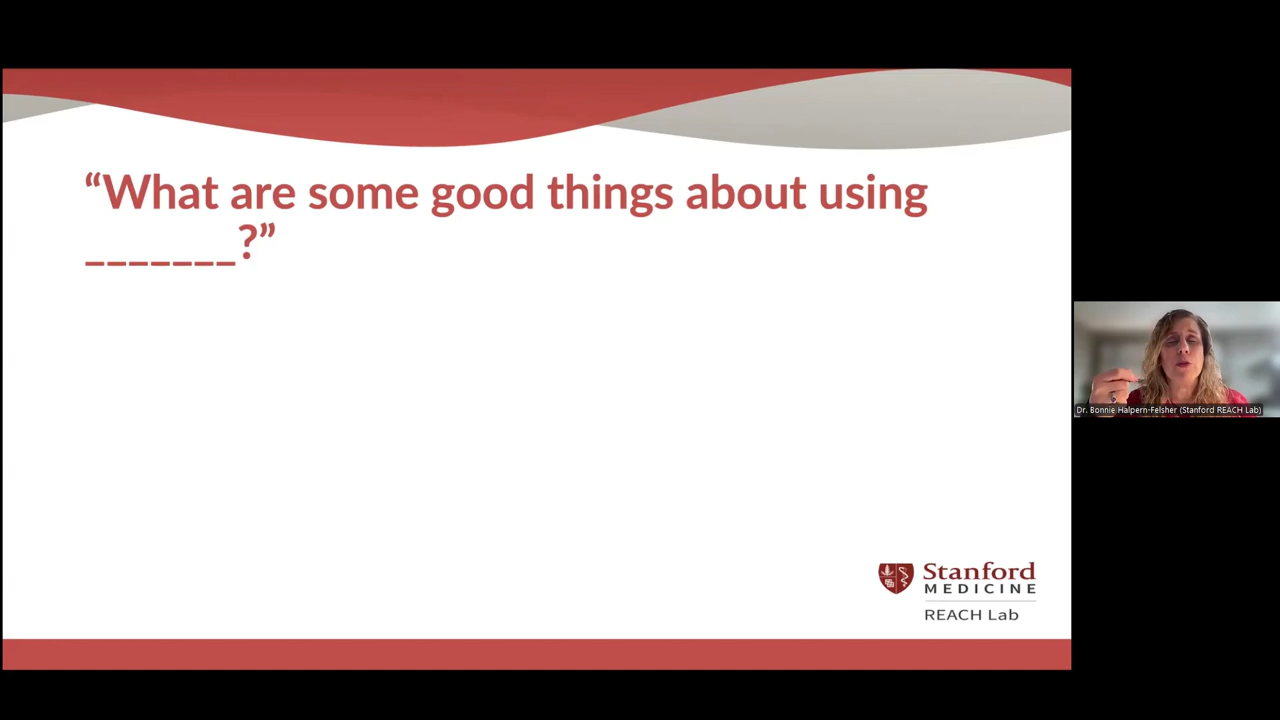 “What are some good things about using
_______?”
Dr. Bonnie Halpern-Felsher (Stanford REACH Lab)
Stanford
MEDICINE
REACH Lab